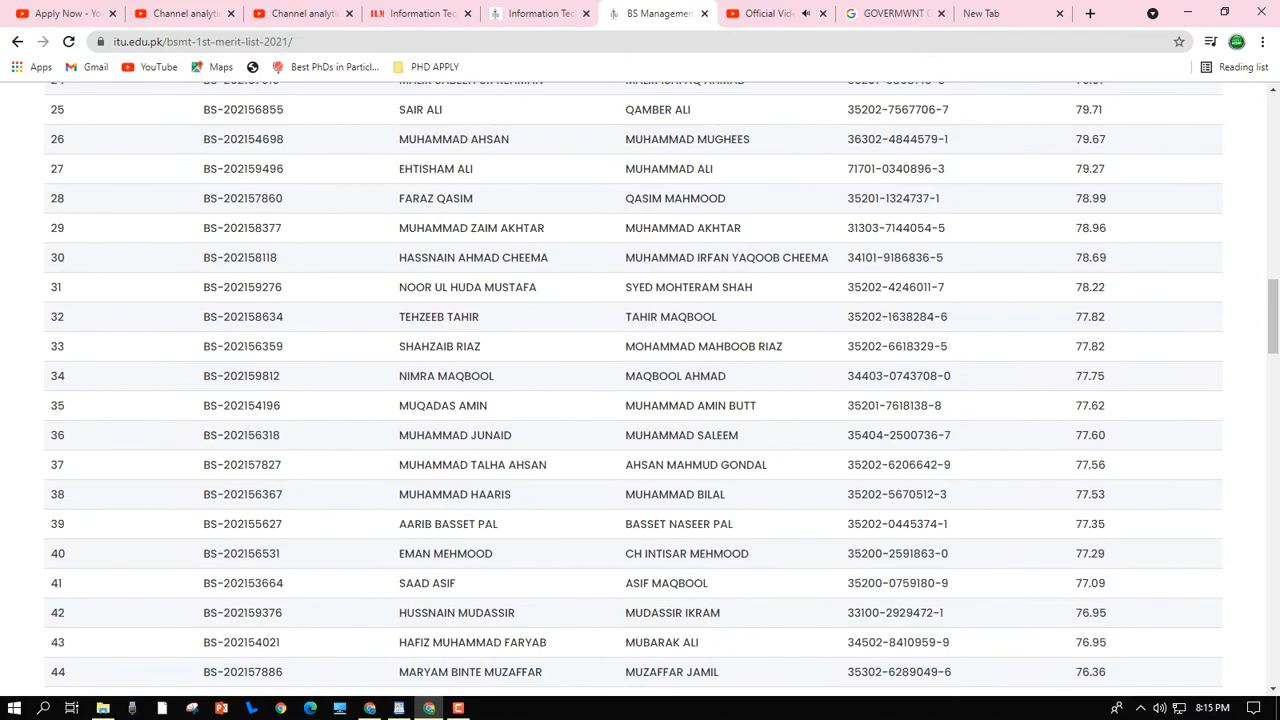 Apply Now - Yo
Channel analytic
Channel analytic
Information Tec
Information Tec
BS Managemen
Official Vide
GOVERMWNT C
New Tab
itu.edu.pk/bsmt-1st-merit-list-2021/
Apps
Gmail
YouTube
Maps
Best PhDs in Particl...
PHD APPLY
Reading list
25 BS-202156855 SAIR ALI QAMBER ALI 35202-7567706-7 79.71
26 BS-202154698 MUHAMMAD AHSAN MUHAMMAD MUGHEES 36302-4844579-1 79.67
27 BS-202159496 EHTISHAM ALI MUHAMMAD ALI 71701-0340896-3 79.27
28 BS-202157860 FARAZ QASIM QASIM MAHMOOD 35201-1324737-1 78.99
29 BS-202158377 MUHAMMAD ZAIM AKHTAR MUHAMMAD AKHTAR 31303-7144054-5 78.96
30 BS-202158118 HASSNAIN AHMAD CHEEMA MUHAMMAD IRFAN YAQOOB CHEEMA 34101-9186836-5 78.69
31 BS-202159276 NOOR UL HUDA MUSTAFA SYED MOHTERAM SHAH 35202-4246011-7 78.22
32 BS-202158634 TEHZEEB TAHIR TAHIR MAQBOOL 35202-1638284-6 77.82
33 BS-202156359 SHAHZAIB RIAZ MOHAMMAD MAHBOOB RIAZ 35202-6618329-5 77.82
34 BS-202159812 NIMRA MAQBOOL MAQBOOL AHMAD 34403-0743708-0 77.75
35 BS-202154196 MUQADAS AMIN MUHAMMAD AMIN BUTT 35201-7618138-8 77.62
36 BS-202156318 MUHAMMAD JUNAID MUHAMMAD SALEEM 35404-2500736-7 77.60
37 BS-202157827 MUHAMMAD TALHA AHSAN AHSAN MAHMUD GONDAL 35202-6206642-9 77.56
38 BS-202156367 MUHAMMAD HAARIS MUHAMMAD BILAL 35202-5670512-3 77.53
39 BS-202155627 AARIB BASSET PAL BASSET NASEER PAL 35202-0445374-1 77.35
40 BS-202156531 EMAN MEHMOOD CH INTISAR MEHMOOD 35200-2591863-0 77.29
41 BS-202153664 SAAD ASIF ASIF MAQBOOL 35200-0759180-9 77.09
42 BS-202159376 HUSSNAIN MUDASSIR MUDASSIR IKRAM 33100-2929472-1 76.95
43 BS-202154021 HAFIZ MUHAMMAD FARYAB MUBARAK ALI 34502-8410959-9 76.95
44 BS-202157886 MARYAM BINTE MUZAFFAR MUZAFFAR JAMIL 35302-6289049-6 76.36
8:15 PM